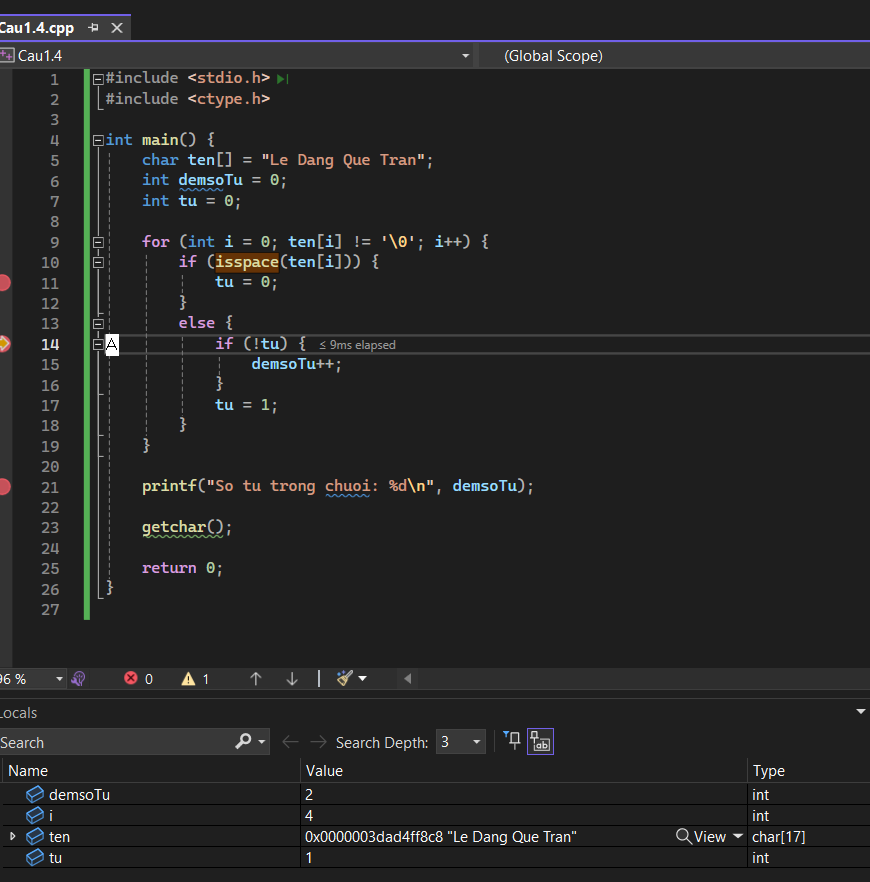 Cau1.4.cpp
Cau1.4 (Global Scope)
1 #include <stdio.h>
2 #include <ctype.h>
3
4 int main() {
5 char ten[] = "Le Dang Que Tran";
6 int demsoTu = 0;
7 int tu = 0;
8
9 for (int i = 0; ten[i] != '\0'; i++) {
10 if (isspace(ten[i])) {
11 tu = 0;
12 }
13 else {
14 A if (!tu) { ≤ 9ms elapsed
15 demsoTu++;
16 }
17 tu = 1;
18 }
19 }
20
21 printf("So tu trong chuoi: %d\n", demsoTu);
22
23 getchar();
24
25 return 0;
26 }
27
96 % 0 1
Locals
Search Search Depth: 3
Name Value Type
demsoTu 2 int
i 4 int
ten 0x0000003dad4ff8c8 "Le Dang Que Tran" View char[17]
tu 1 int